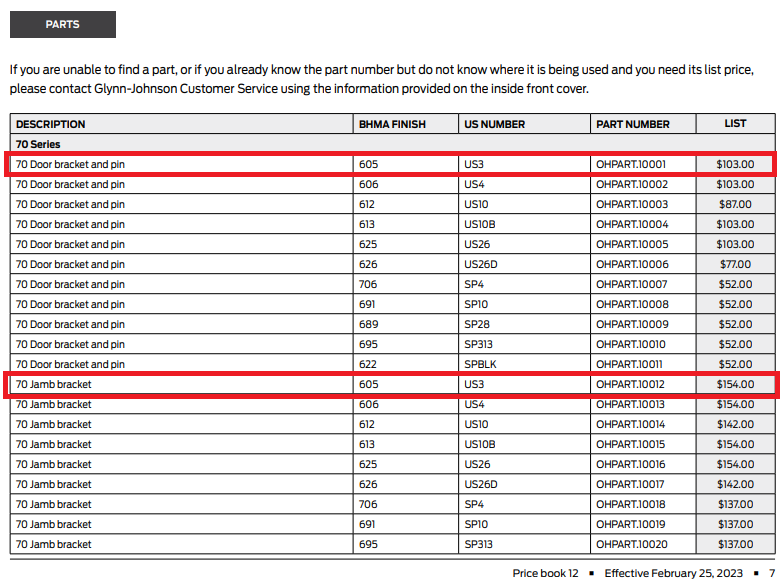 PARTS
If you are unable to find a part, or if you already know the part number but do not know where it is being used and you need its list price,
please contact Glynn-Johnson Customer Service using the information provided on the inside front cover.
DESCRIPTION BHMA FINISH US NUMBER PART NUMBER LIST
70 Series
70 Door bracket and pin 605 US3 OHPART.10001 $103.00
70 Door bracket and pin 606 US4 OHPART.10002 $103.00
70 Door bracket and pin 612 US10 OHPART.10003 $87.00
70 Door bracket and pin 613 US10B OHPART.10004 $103.00
70 Door bracket and pin 625 US26 OHPART.10005 $103.00
70 Door bracket and pin 626 US26D OHPART.10006 $77.00
70 Door bracket and pin 706 SP4 OHPART.10007 $52.00
70 Door bracket and pin 691 SP10 OHPART.10008 $52.00
70 Door bracket and pin 689 SP28 OHPART.10009 $52.00
70 Door bracket and pin 695 SP313 OHPART.10010 $52.00
70 Door bracket and pin 622 SPBLK OHPART.10011 $52.00
70 Jamb bracket 605 US3 OHPART.10012 $154.00
70 Jamb bracket 606 US4 OHPART.10013 $154.00
70 Jamb bracket 612 US10 OHPART.10014 $142.00
70 Jamb bracket 613 US10B OHPART.10015 $154.00
70 Jamb bracket 625 US26 OHPART.10016 $154.00
70 Jamb bracket 626 US26D OHPART.10017 $142.00
70 Jamb bracket 706 SP4 OHPART.10018 $137.00
70 Jamb bracket 691 SP10 OHPART.10019 $137.00
70 Jamb bracket 695 SP313 OHPART.10020 $137.00
Price book 12 ▪ Effective February 25, 2023 ▪ 7